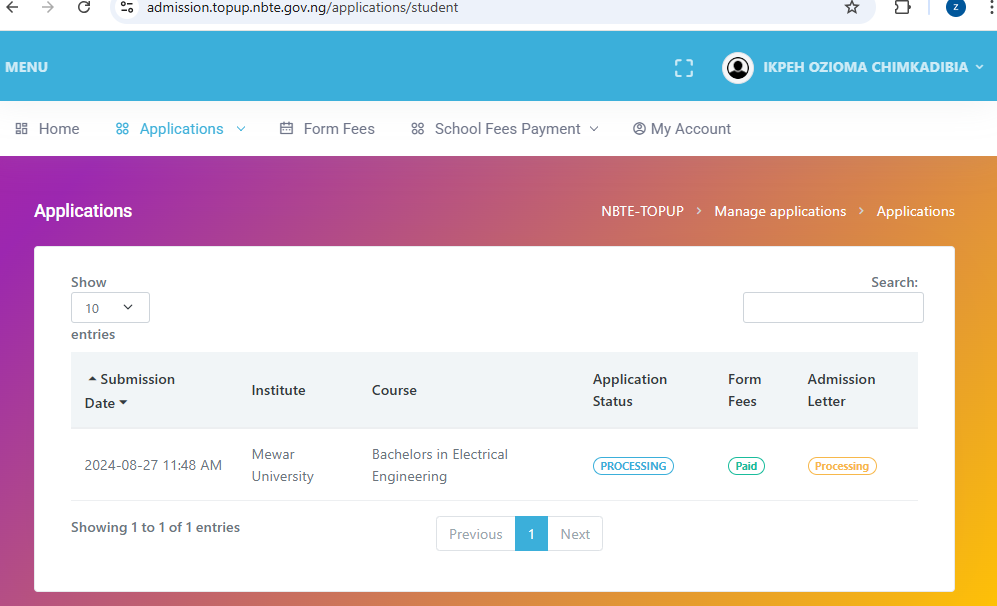 admission.topup.nbte.gov.ng/applications/student
z
MENU
IKPEH OZIOMA CHIMKADIBIA
Home Applications Form Fees School Fees Payment My Account
Applications
NBTE-TOPUP > Manage applications > Applications
Show
10
entries
Search:
Submission Date
Institute
Course
Application Status
Form Fees
Admission Letter
2024-08-27 11:48 AM
Mewar
University
Bachelors in Electrical
Engineering
PROCESSING
Paid
Processing
Showing 1 to 1 of 1 entries
Previous 1 Next